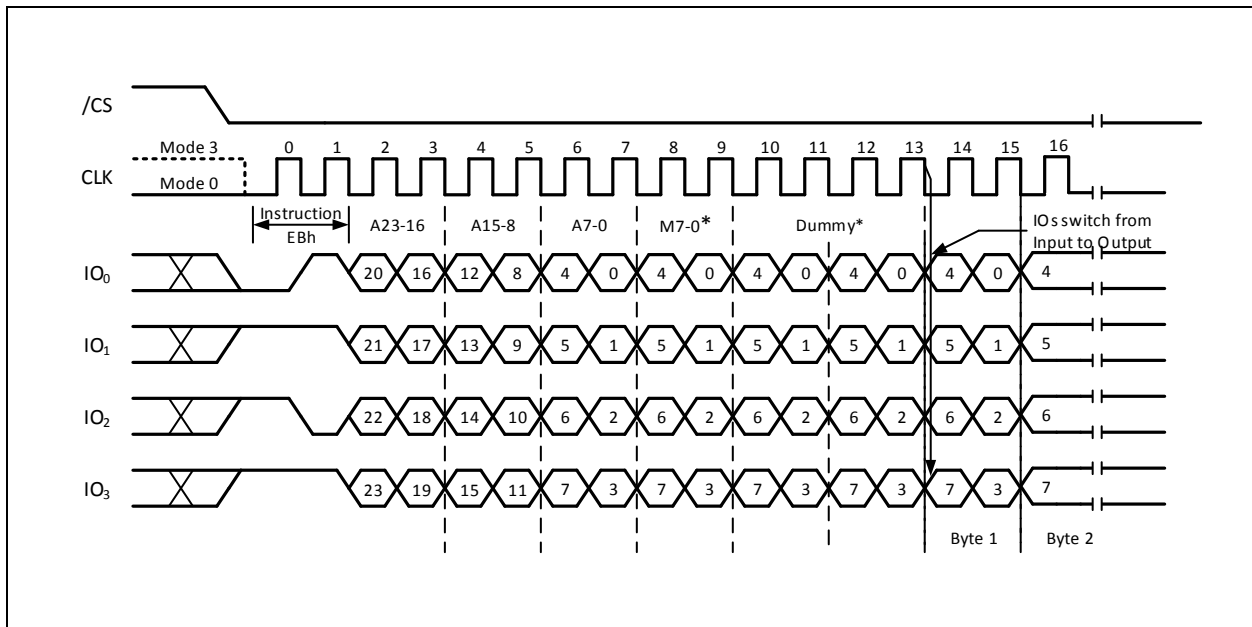 /CS
Mode 3 0 1 2 3 4 5 6 7 8 9 10 11 12 13 14 15 16
CLK
Mode 0
Instruction
EBh
A23-16 A15-8 A7-0 M7-0* Dummy*
IOs switch from
Input to Output
IO0 20 16 12 8 4 0 4 0 4 0 4 0 4 0 4
IO1 21 17 13 9 5 1 5 1 5 1 5 1 5 1 5
IO2 22 18 14 10 6 2 6 2 6 2 6 2 6 2 6
IO3 23 19 15 11 7 3 7 3 7 3 7 3 7 3 7
Byte 1 Byte 2